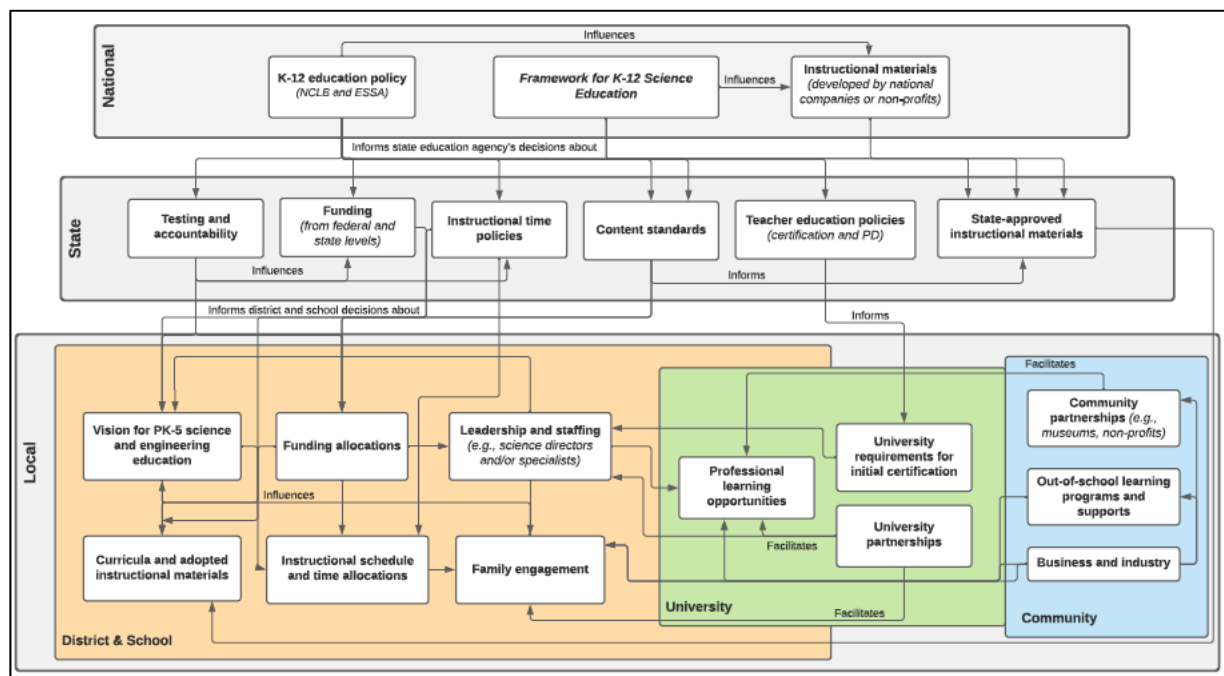 National
Influences
K-12 education policy
(NCLB and ESSA)
Framework for K-12 Science
Education
Influences
Instructional materials
(developed by national
companies or non-profits)
Informs state education agency's decisions about
State
Testing and
accountability
Funding
(from federal and
state levels)
Instructional time
policies
Content standards
Teacher education policies
(certification and PD)
State-approved
instructional materials
Influences
Informs
Informs district and school decisions about
Informs
Local
Facilitates
Vision for PK-5 science
and engineering
education
Funding allocations
Leadership and staffing
(e.g., science directors
and/or specialists)
Professional
learning
opportunities
University
requirements for
initial certification
Community
partnerships (e.g.,
museums, non-profits)
Out-of-school learning
programs and
supports
Influences
Curricula and adopted
instructional materials
Instructional schedule
and time allocations
Family engagement
Facilitates
University
partnerships
Business and industry
Facilitates
District & School
University
Community